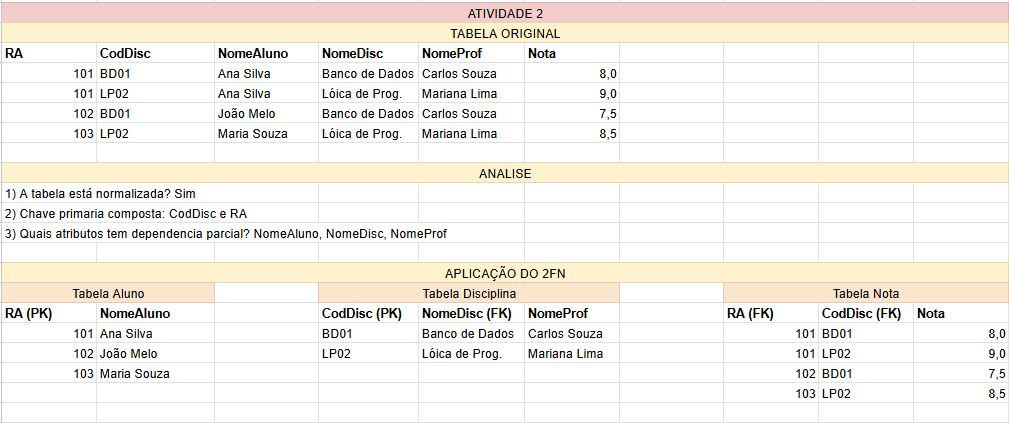 ATIVIDADE 2
TABELA ORIGINAL
RA CodDisc NomeAluno NomeDisc NomeProf Nota
101 BD01 Ana Silva Banco de Dados Carlos Souza 8,0
101 LP02 Ana Silva Lóica de Prog. Mariana Lima 9,0
102 BD01 João Melo Banco de Dados Carlos Souza 7,5
103 LP02 Maria Souza Lóica de Prog. Mariana Lima 8,5
ANALISE
1) A tabela está normalizada? Sim
2) Chave primaria composta: CodDisc e RA
3) Quais atributos tem dependencia parcial? NomeAluno, NomeDisc, NomeProf
APLICAÇÃO DO 2FN
Tabela Aluno Tabela Disciplina Tabela Nota
RA (PK) NomeAluno CodDisc (PK) NomeDisc (FK) NomeProf RA (FK) CodDisc (FK) Nota
101 Ana Silva BD01 Banco de Dados Carlos Souza 101 BD01 8,0
102 João Melo LP02 Lóica de Prog. Mariana Lima 101 LP02 9,0
103 Maria Souza 102 BD01 7,5
103 LP02 8,5